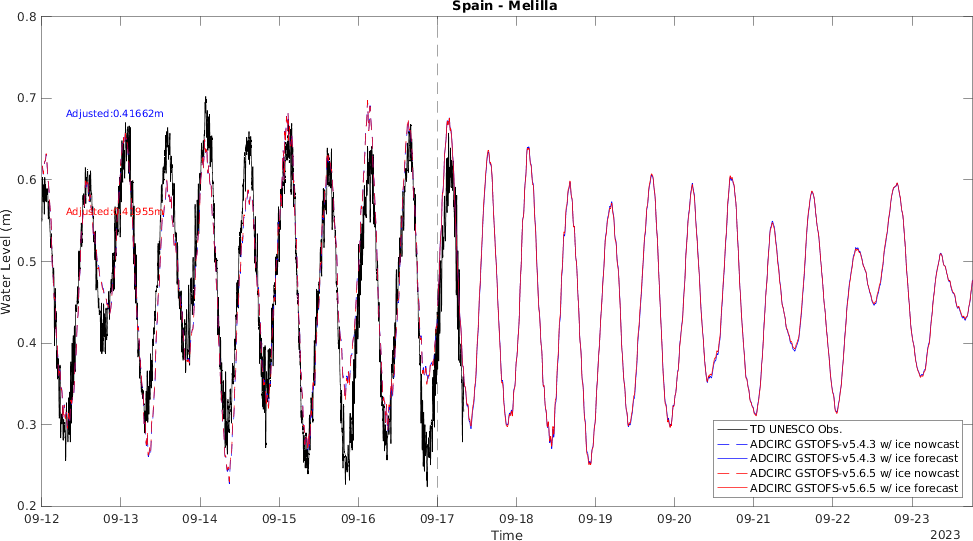 Spain - Melilla
0.8
0.7
0.6
0.5
0.4
0.3
0.2
Water Level (m)
Adjusted:0.41662m
09-12
09-13
09-14
09-15
09-16
09-17
09-18
09-19
09-20
09-21
09-22
09-23
2023
Time
TD UNESCO Obs.
ADCIRC GSTOFS-v5.4.3 w/ ice nowcast
ADCIRC GSTOFS-v5.4.3 w/ ice forecast
ADCIRC GSTOFS-v5.6.5 w/ ice nowcast
ADCIRC GSTOFS-v5.6.5 w/ ice forecast